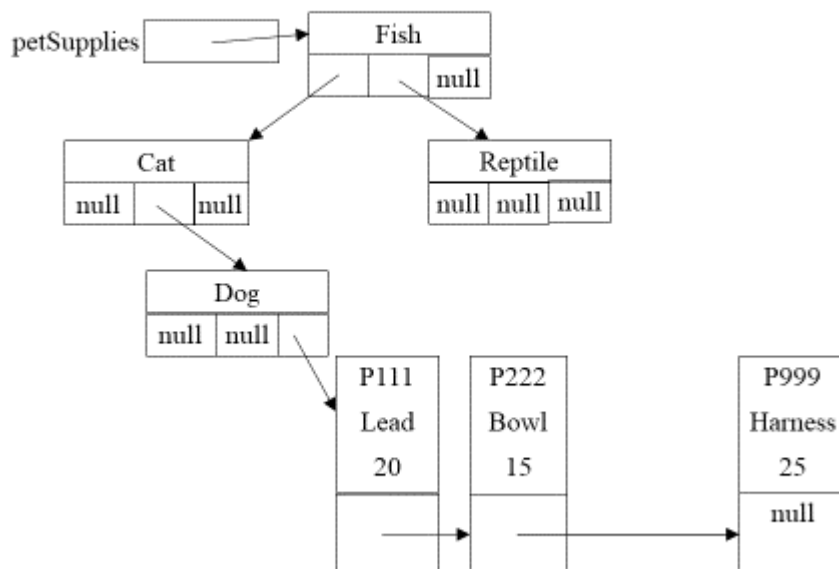 petSupplies
Fish
null
Cat
null null
Reptile
null null null
Dog
null null
P111
Lead
20
P222
Bowl
15
P999
Harness
25
null